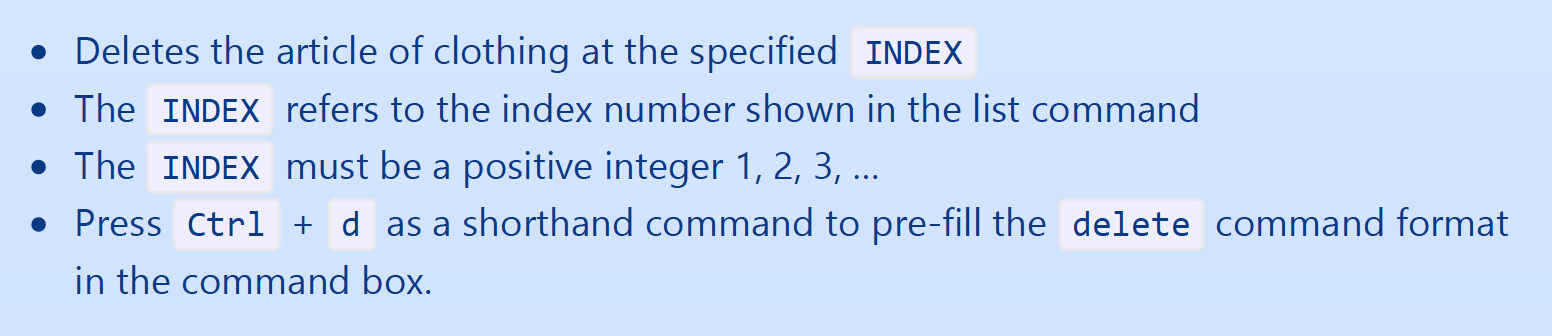 • Deletes the article of clothing at the specified INDEX
• The INDEX refers to the index number shown in the list command
• The INDEX must be a positive integer 1, 2, 3, ...
• Press Ctrl + d as a shorthand command to pre-fill the delete command format
in the command box.